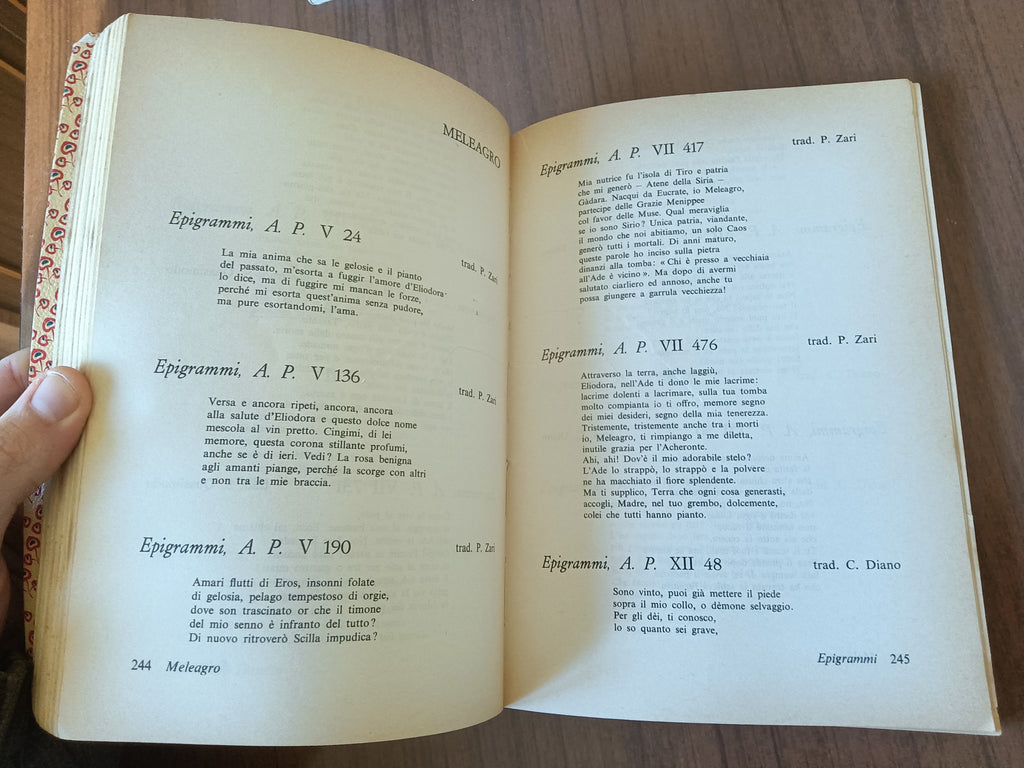 MELEAGRO
Epigrammi, A. P. V 24
trad. P. Zari
La mia anima che sa le gelosie e il pianto
del passato, m'esorta a fuggir l'amore d'Eliodora.
lo dice, ma di fuggire mi mancan le forze,
perché mi esorta quest'anima senza pudore,
ma pure esortandomi, l'ama.
Epigrammi, A. P. V 136
trad. P. Zari
Versa e ancora ripeti, ancora, ancora
alla salute d'Eliodora e questo dolce nome
mescola al vin pretto. Cingimi, di lei
memore, questa corona stillante profumi,
anche se è di ieri. Vedi? La rosa benigna
agli amanti piange, perché la scorge con altri
e non tra le mie braccia.
Epigrammi, A. P. V 190
trad. P. Zari
Amari flutti di Eros, insonni folate
di gelosia, pelago tempestoso di orgie,
dove son trascinato or che il timone
del mio senno è infranto del tutto?
Di nuovo ritroverò Scilla impudica?
244 Meleagro
Epigrammi, A. P. VII 417
trad. P. Zari
Mia nutrice fu l'isola di Tiro e patria
che mi generò – Atene della Siria –
Gàdara. Nacqui da Eucrate, io Meleagro,
partecipe delle Grazie Menippee
col favor delle Muse. Qual meraviglia
se io sono Sirio? Unica patria, viandante,
il mondo che noi abitiamo, un solo Caos
generò tutti i mortali. Di anni maturo,
queste parole ho inciso sulla pietra
dinanzi alla tomba: « Chi è presso a vecchiaia
all'Ade è vicino ». Ma dopo di avermi
salutato ciarliero ed annoso, anche tu
possa giungere a garrula vecchiezza!
Epigrammi, A. P. VII 476
trad. P. Zari
Attraverso la terra, anche laggiù,
Eliodora, nell'Ade ti dono le mie lacrime:
lacrime dolenti a lacrimare, sulla tua tomba
molto compianta io ti offro, memore segno
dei miei desideri, segno della mia tenerezza.
Tristemente, tristemente anche tra i morti
io, Meleagro, ti rimpiango a me diletta,
inutile grazia per l'Acheronte.
Ahi, ahi! Dov'è il mio adorabile stelo?
L'Ade lo strappò, lo strappò e la polvere
ne ha macchiato il fiore splendente.
Ma ti supplico, Terra che ogni cosa generasti,
accogli, Madre, nel tuo grembo, dolcemente,
colei che tutti hanno pianto.
Epigrammi, A. P. XII 48
trad. C. Diano
Sono vinto, puoi già mettere il piede
sopra il mio collo, o dèmone selvaggio.
Per gli dèi, ti conosco,
lo so quanto sei grave,
Epigrammi 245